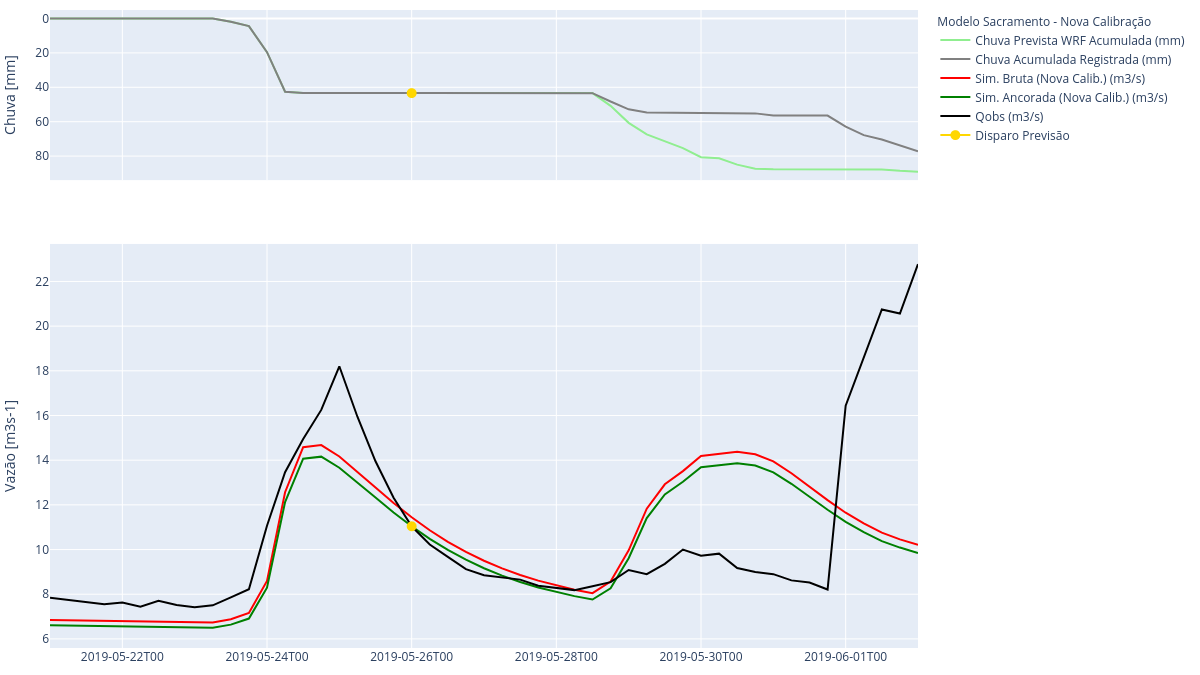 Modelo Sacramento - Nova Calibração
Chuva Prevista WRF Acumulada (mm)
Chuva Acumulada Registrada (mm)
Sim. Bruta (Nova Calib.) (m3/s)
Sim. Ancorada (Nova Calib.) (m3/s)
Qobs (m3/s)
Disparo Previsão
Chuva [mm]
0
20
40
60
80
Vazão [m3s-1]
22
20
18
16
14
12
10
8
6
2019-05-22T00
2019-05-24T00
2019-05-26T00
2019-05-28T00
2019-05-30T00
2019-06-01T00